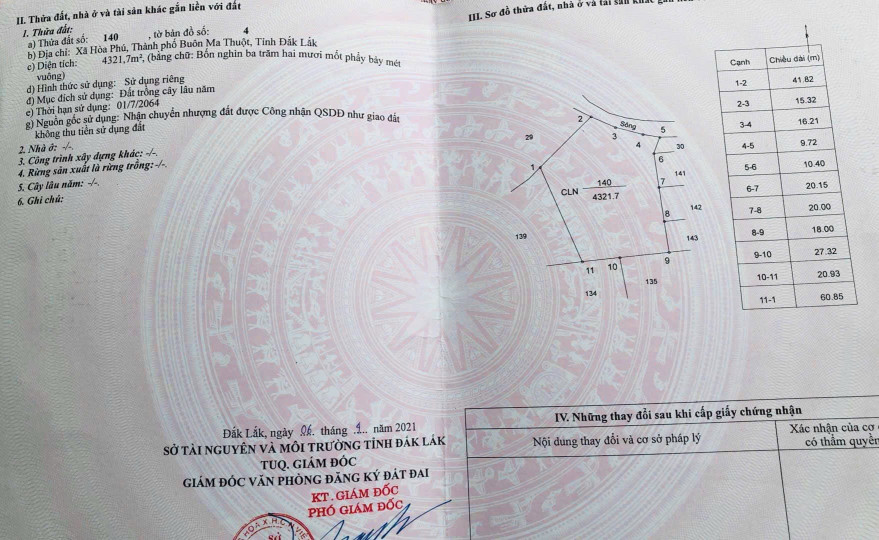 II. Thửa đất, nhà ở và tài sản khác gắn liền với đất
1. Thửa đất:
a) Thửa đất số: 140 , tờ bản đồ số: 4
b) Địa chỉ: Xã Hòa Phú, Thành phố Buôn Ma Thuột, Tỉnh Đắk Lắk
c) Diện tích: 4321,7m², (bằng chữ: Bốn nghìn ba trăm hai mươi mốt phẩy bảy mét
vuông)
d) Hình thức sử dụng: Sử dụng riêng
đ) Mục đích sử dụng: Đất trồng cây lâu năm
e) Thời hạn sử dụng: 01/7/2064
g) Nguồn gốc sử dụng: Nhận chuyển nhượng đất được Công nhận QSDĐ như giao đất
không thu tiền sử dụng đất
2. Nhà ở: -/-.
3. Công trình xây dựng khác: -/-.
4. Rừng sản xuất là rừng trồng: -/-.
5. Cây lâu năm: -/-.
6. Ghi chú:
Đắk Lắk, ngày 06. tháng 1.. năm 2021
SỞ TÀI NGUYÊN VÀ MÔI TRƯỜNG TỈNH ĐẮK LẮK
TUQ. GIÁM ĐỐC
GIÁM ĐỐC VĂN PHÒNG ĐĂNG KÝ ĐẤT ĐAI
KT. GIÁM ĐỐC
PHÓ GIÁM ĐỐC
SỞ
III. Sơ đồ thửa đất, nhà ở và tài sản khác
2
Sông
29
3
5
4
30
6
1
141
CLN
140
4321.7
7
142
8
139
143
9
11
10
135
134
Cạnh Chiều dài (m)
1-2 41.82
2-3 15.32
3-4 16.21
4-5 9.72
5-6 10.40
6-7 20.15
7-8 20.00
8-9 18.00
9-10 27.32
10-11 20.93
11-1 60.85
IV. Những thay đổi sau khi cấp giấy chứng nhận
Nội dung thay đổi và cơ sở pháp lý
Xác nhận của cơ
có thẩm quyền